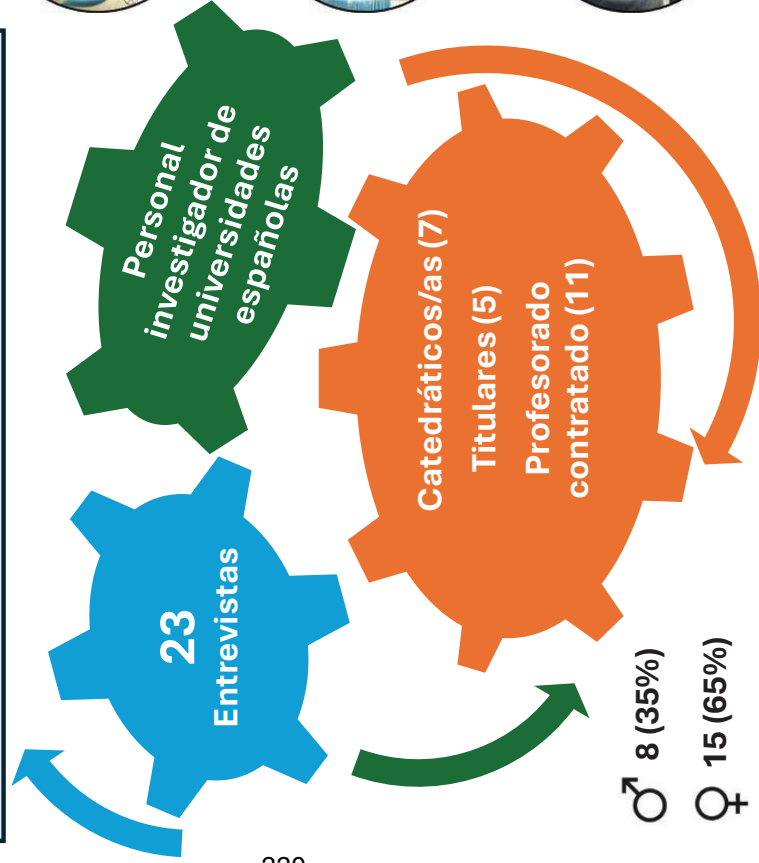 Personal
investigador de
universidades
españolas
23
Entrevistas
Catedráticos/as (7)
Titulares (5)
Profesorado
contratado (11)
♂ 8 (35%)
♀ 15 (65%)